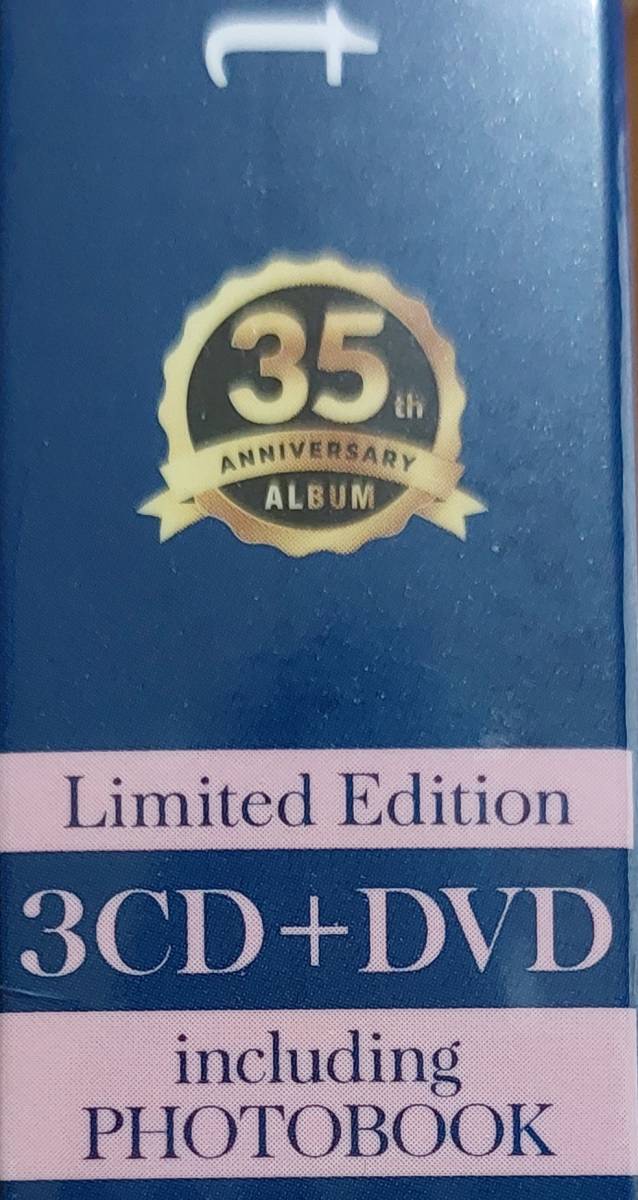 t
35th
ANNIVERSARY
ALBUM
Limited Edition
3CD+DVD
including
PHOTOBOOK